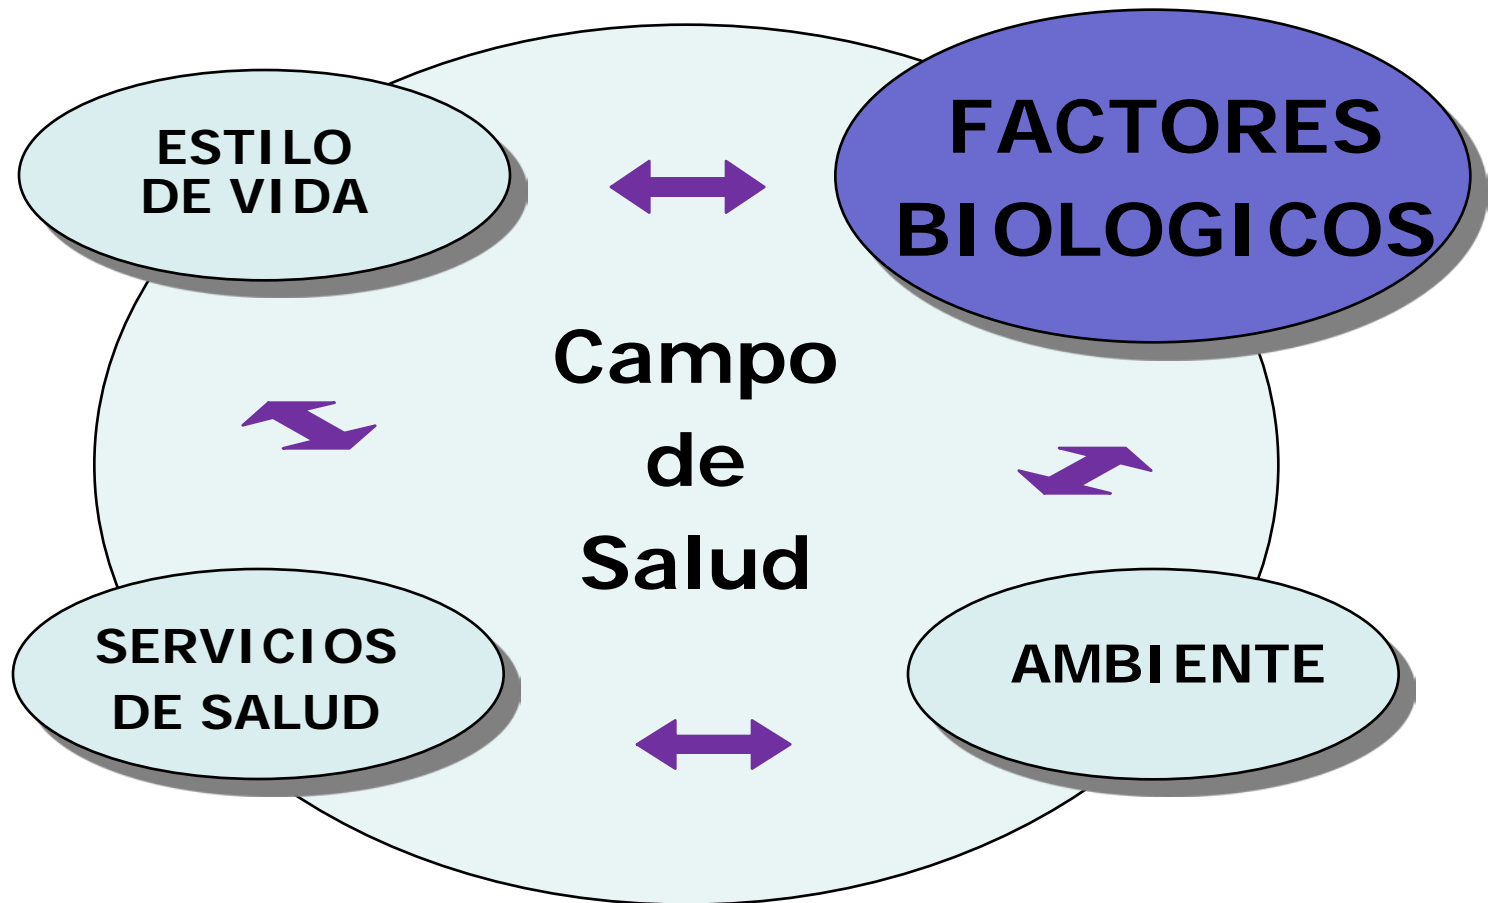 ESTILO
DE VIDA
FACTORES
BIOLOGICOS
Campo
de
Salud
SERVICIOS
DE SALUD
AMBIENTE